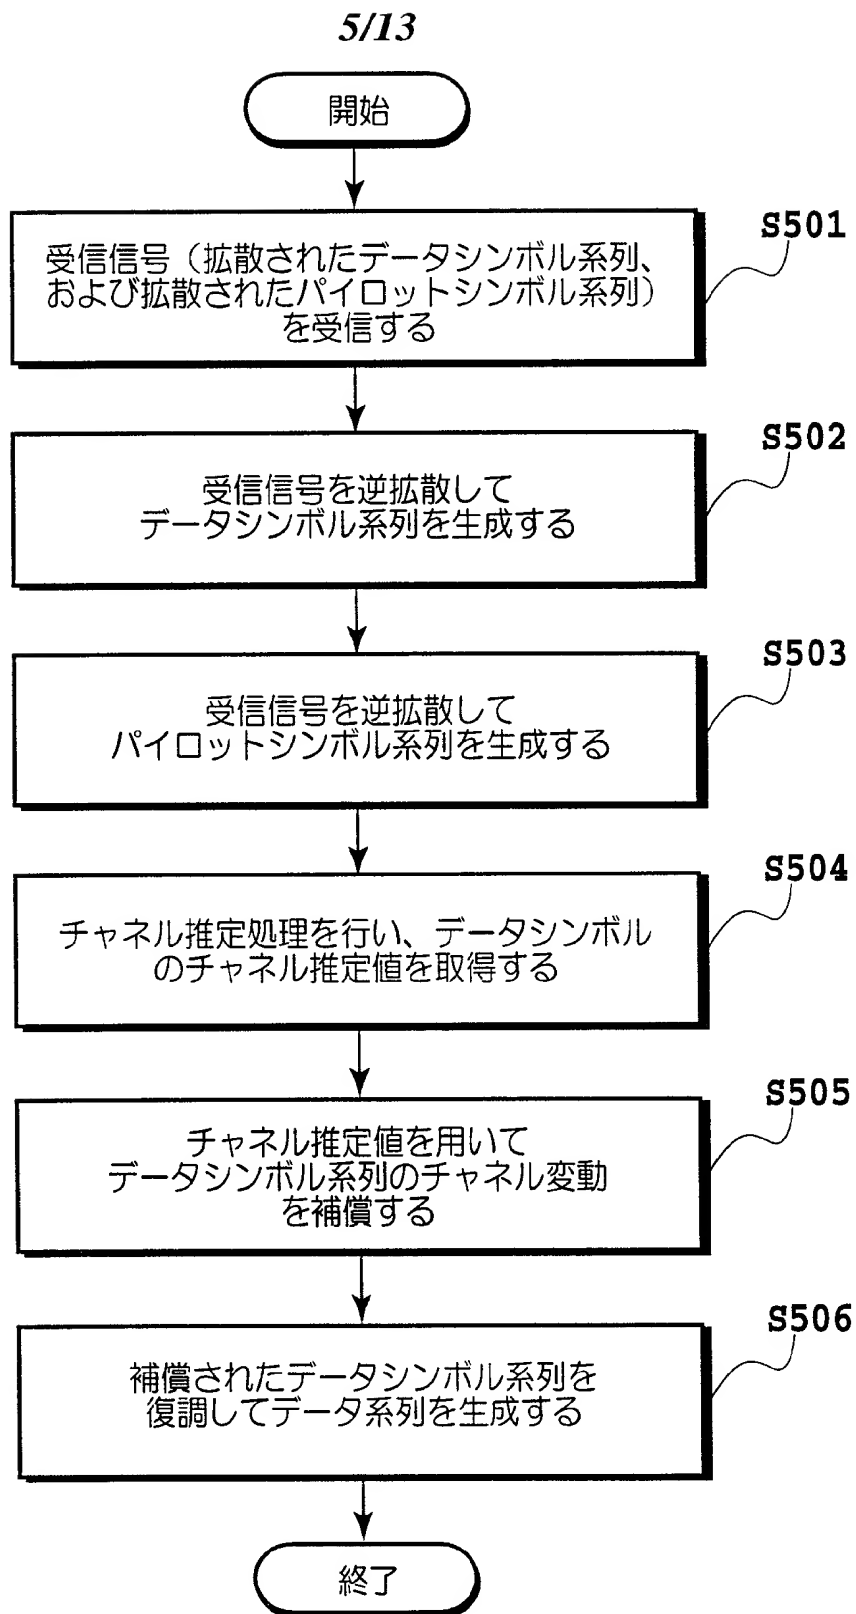 5/13
開始
S501
受信信号（拡散されたデータシンボル系列、
および拡散されたパイロットシンボル系列）
を受信する
S502
受信信号を逆拡散して
データシンボル系列を生成する
S503
受信信号を逆拡散して
パイロットシンボル系列を生成する
S504
チャネル推定処理を行い、データシンボル
のチャネル推定値を取得する
S505
チャネル推定値を用いて
データシンボル系列のチャネル変動
を補償する
S506
補償されたデータシンボル系列を
復調してデータ系列を生成する
終了